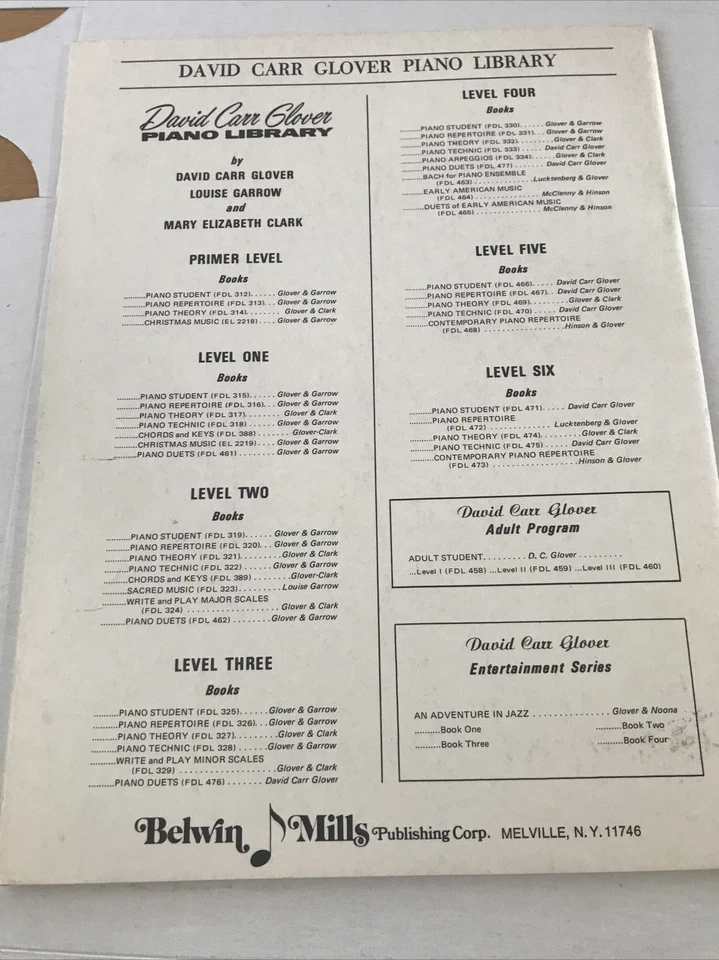 DAVID CARR GLOVER PIANO LIBRARY
David Carr Glover
PIANO LIBRARY
by
DAVID CARR GLOVER
LOUISE GARROW
and
MARY ELIZABETH CLARK
PRIMER LEVEL
Books
..........PIANO STUDENT (FDL 312)...... Glover & Garrow
..........PIANO REPERTOIRE (FDL 313)... Glover & Garrow
..........PIANO THEORY (FDL 314)........ Glover & Clark
..........CHRISTMAS MUSIC (EL 2218).... Glover & Garrow
LEVEL ONE
Books
..........PIANO STUDENT (FDL 315)...... Glover & Garrow
..........PIANO REPERTOIRE (FDL 316)... Glover & Garrow
..........PIANO THEORY (FDL 317)........ Glover & Clark
..........PIANO TECHNIC (FDL 318)...... Glover & Garrow
..........CHORDS and KEYS (FDL 388)........ Glover-Clark
..........CHRISTMAS MUSIC (EL 2219).... Glover & Garrow
..........PIANO DUETS (FDL 461)........ Glover & Garrow
LEVEL TWO
Books
..........PIANO STUDENT (FDL 319)...... Glover & Garrow
..........PIANO REPERTOIRE (FDL 320)... Glover & Garrow
..........PIANO THEORY (FDL 321)........ Glover & Clark
..........PIANO TECHNIC (FDL 322)...... Glover & Garrow
..........CHORDS and KEYS (FDL 389)........ Glover-Clark
..........SACRED MUSIC (FDL 323)......... Louise Garrow
..........WRITE and PLAY MAJOR SCALES
(FDL 324)................... Glover & Clark
..........PIANO DUETS (FDL 462)........ Glover & Garrow
LEVEL THREE
Books
..........PIANO STUDENT (FDL 325)...... Glover & Garrow
..........PIANO REPERTOIRE (FDL 326)... Glover & Garrow
..........PIANO THEORY (FDL 327)........ Glover & Clark
..........PIANO TECHNIC (FDL 328)...... Glover & Garrow
..........WRITE and PLAY MINOR SCALES
(FDL 329)................... Glover & Clark
..........PIANO DUETS (FDL 476)....... David Carr Glover
LEVEL FOUR
Books
..........PIANO STUDENT (FDL 330)...... Glover & Garrow
..........PIANO REPERTOIRE (FDL 331)... Glover & Garrow
..........PIANO THEORY (FDL 332)........ Glover & Clark
..........PIANO TECHNIC (FDL 333)..... David Carr Glover
..........PIANO ARPEGGIOS (FDL 334)..... Glover & Clark
..........PIANO DUETS (FDL 477)....... David Carr Glover
..........BACH for PIANO ENSEMBLE
(FDL 463)............. Lucktenberg & Glover
..........EARLY AMERICAN MUSIC
(FDL 464)............... McClenny & Hinson
..........DUETS of EARLY AMERICAN MUSIC
(FDL 465)............... McClenny & Hinson
LEVEL FIVE
Books
..........PIANO STUDENT (FDL 466)..... David Carr Glover
..........PIANO REPERTOIRE (FDL 467).. David Carr Glover
..........PIANO THEORY (FDL 469)........ Glover & Clark
..........PIANO TECHNIC (FDL 470)..... David Carr Glover
..........CONTEMPORARY PIANO REPERTOIRE
(FDL 468)................. Hinson & Glover
LEVEL SIX
Books
..........PIANO STUDENT (FDL 471)..... David Carr Glover
..........PIANO REPERTOIRE
(FDL 472)............. Lucktenberg & Glover
..........PIANO THEORY (FDL 474)........ Glover & Clark
..........PIANO TECHNIC (FDL 475)..... David Carr Glover
..........CONTEMPORARY PIANO REPERTOIRE
(FDL 473)................. Hinson & Glover
David Carr Glover
Adult Program
ADULT STUDENT......... D. C. Glover.........
...Level I (FDL 458) ...Level II (FDL 459) ...Level III (FDL 460)
David Carr Glover
Entertainment Series
AN ADVENTURE IN JAZZ............... Glover & Noona
..........Book One ..........Book Two
..........Book Three ..........Book Four
Belwin Mills Publishing Corp. MELVILLE, N.Y. 11746